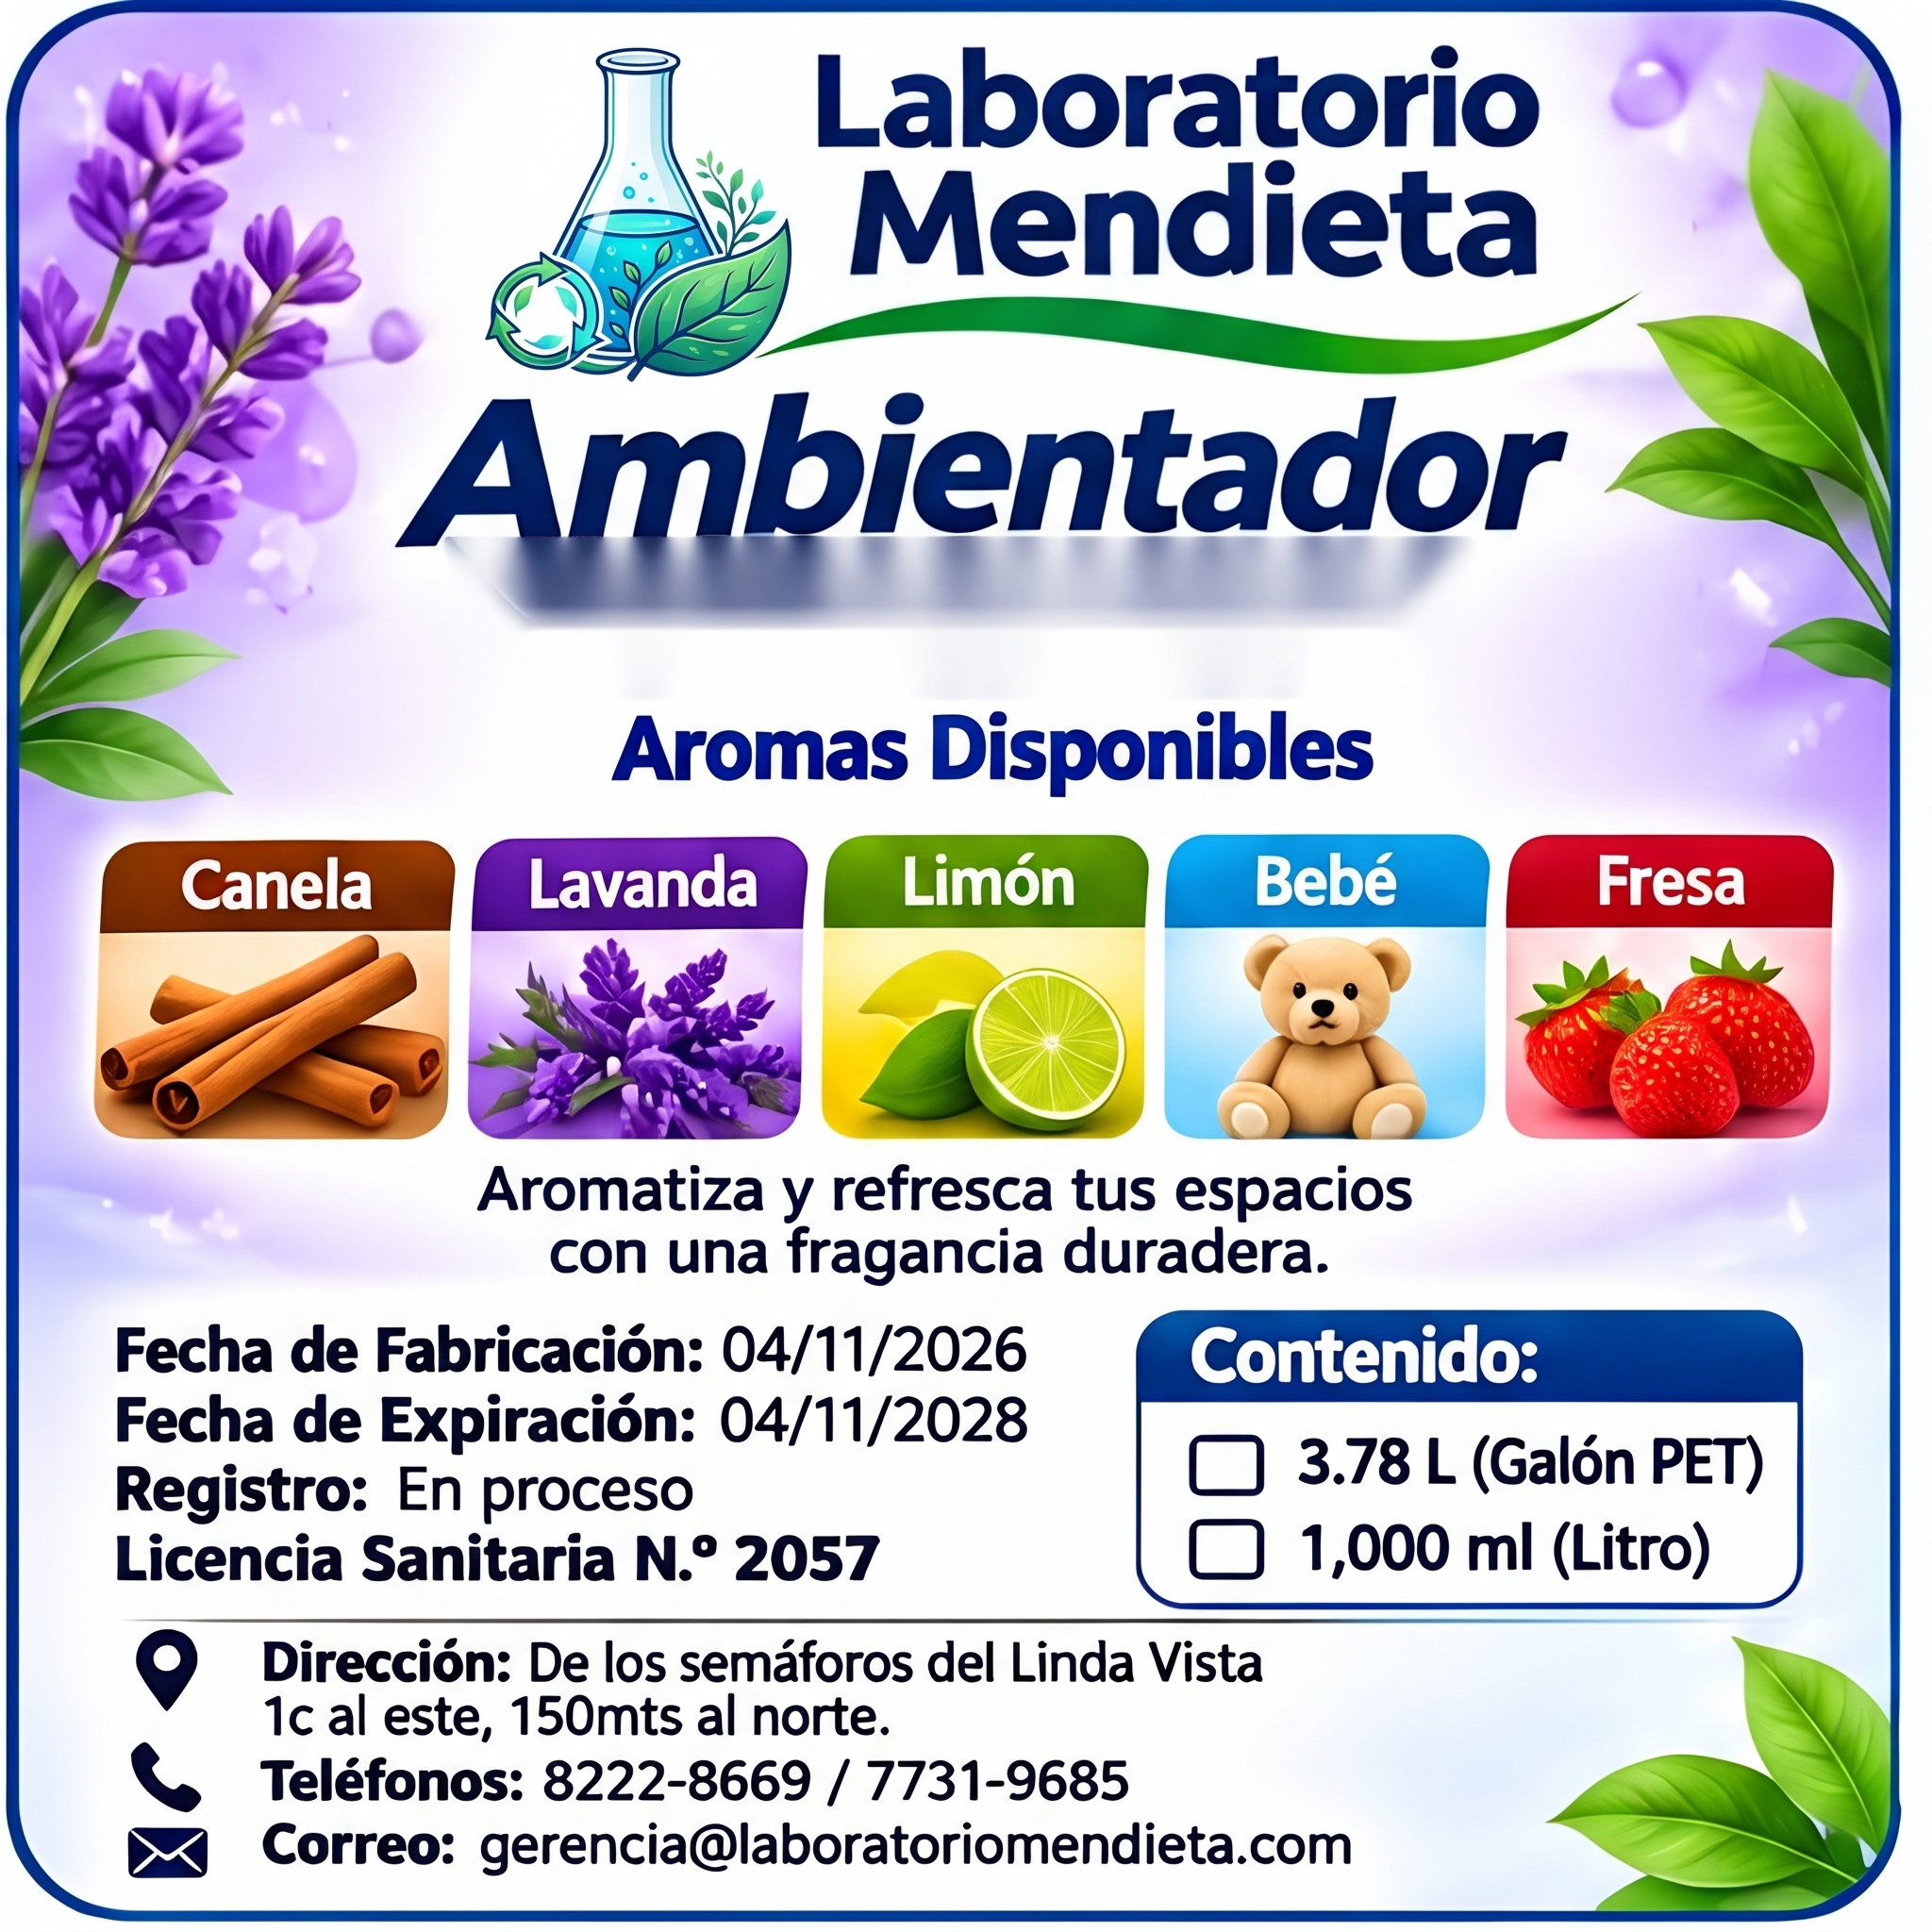 Laboratorio
Mendieta
Ambientador
Aromas Disponibles
Canela
Lavanda
Limón
Bebé
Fresa
Aromatiza y refresca tus espacios
con una fragancia duradera.
Fecha de Fabricación: 04/11/2026
Fecha de Expiración: 04/11/2028
Registro: En proceso
Licencia Sanitaria N.º 2057
Contenido:
3.78 L (Galón PET)
1,000 ml (Litro)
Dirección: De los semáforos del Linda Vista
1c al este, 150mts al norte.
Teléfonos: 8222-8669 / 7731-9685
Correo: gerencia@laboratoriomendieta.com